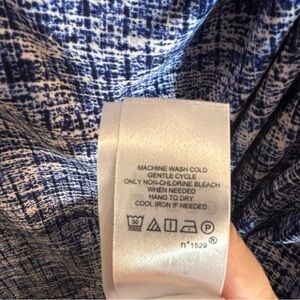 MACHINE WASH COLD
GENTLE CYCLE
ONLY NON-CHLORINE BLEACH
WHEN NEEDED
HANG TO DRY
COOL IRON IF NEEDED
30 P
n°1529 ®